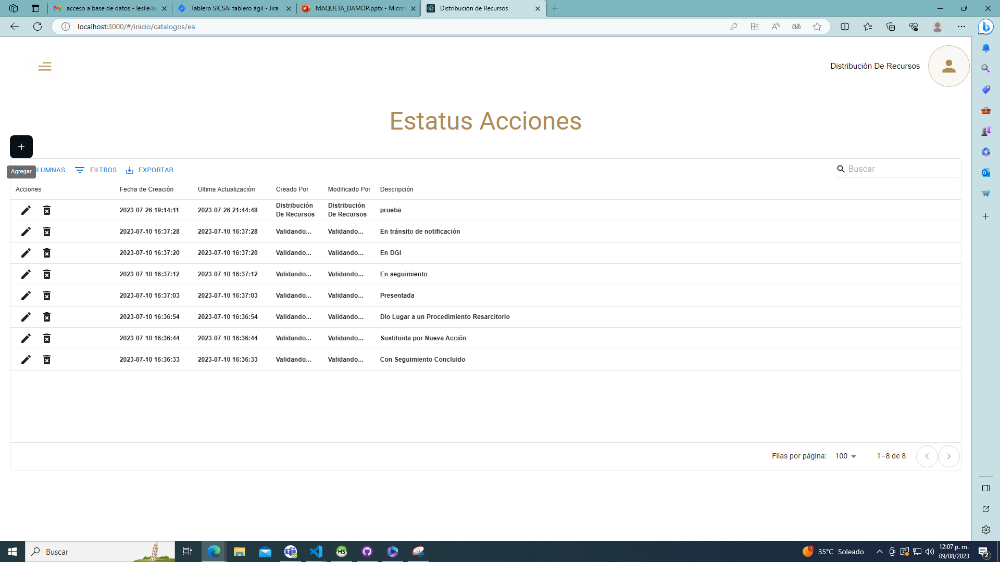 acceso a base de datos - leslie.lu
Tablero SICSA: tablero ágil - Jira
MAQUETA_DAMOP.pptx - Micros
Distribución de Recursos
localhost:3000/#/inicio/catalogos/ea
Distribución De Recursos
Estatus Acciones
Agregar
LUMNAS FILTROS EXPORTAR Buscar
Acciones Fecha de Creación Ultima Actualización Creado Por Modificado Por Descripción
2023-07-26 19:14:11 2023-07-26 21:44:48 Distribución De Recursos Distribución De Recursos prueba
2023-07-10 16:37:28 2023-07-10 16:37:28 Validando... Validando... En tránsito de notificación
2023-07-10 16:37:20 2023-07-10 16:37:20 Validando... Validando... En DGI
2023-07-10 16:37:12 2023-07-10 16:37:12 Validando... Validando... En seguimiento
2023-07-10 16:37:03 2023-07-10 16:37:03 Validando... Validando... Presentada
2023-07-10 16:36:54 2023-07-10 16:36:54 Validando... Validando... Dio Lugar a un Procedimiento Resarcitorio
2023-07-10 16:36:44 2023-07-10 16:36:44 Validando... Validando... Sustituida por Nueva Acción
2023-07-10 16:36:33 2023-07-10 16:36:33 Validando... Validando... Con Seguimiento Concluido
Filas por página: 100 1–8 de 8
Buscar
HS
1
35°C Soleado
12:07 p. m.
09/08/2023
2